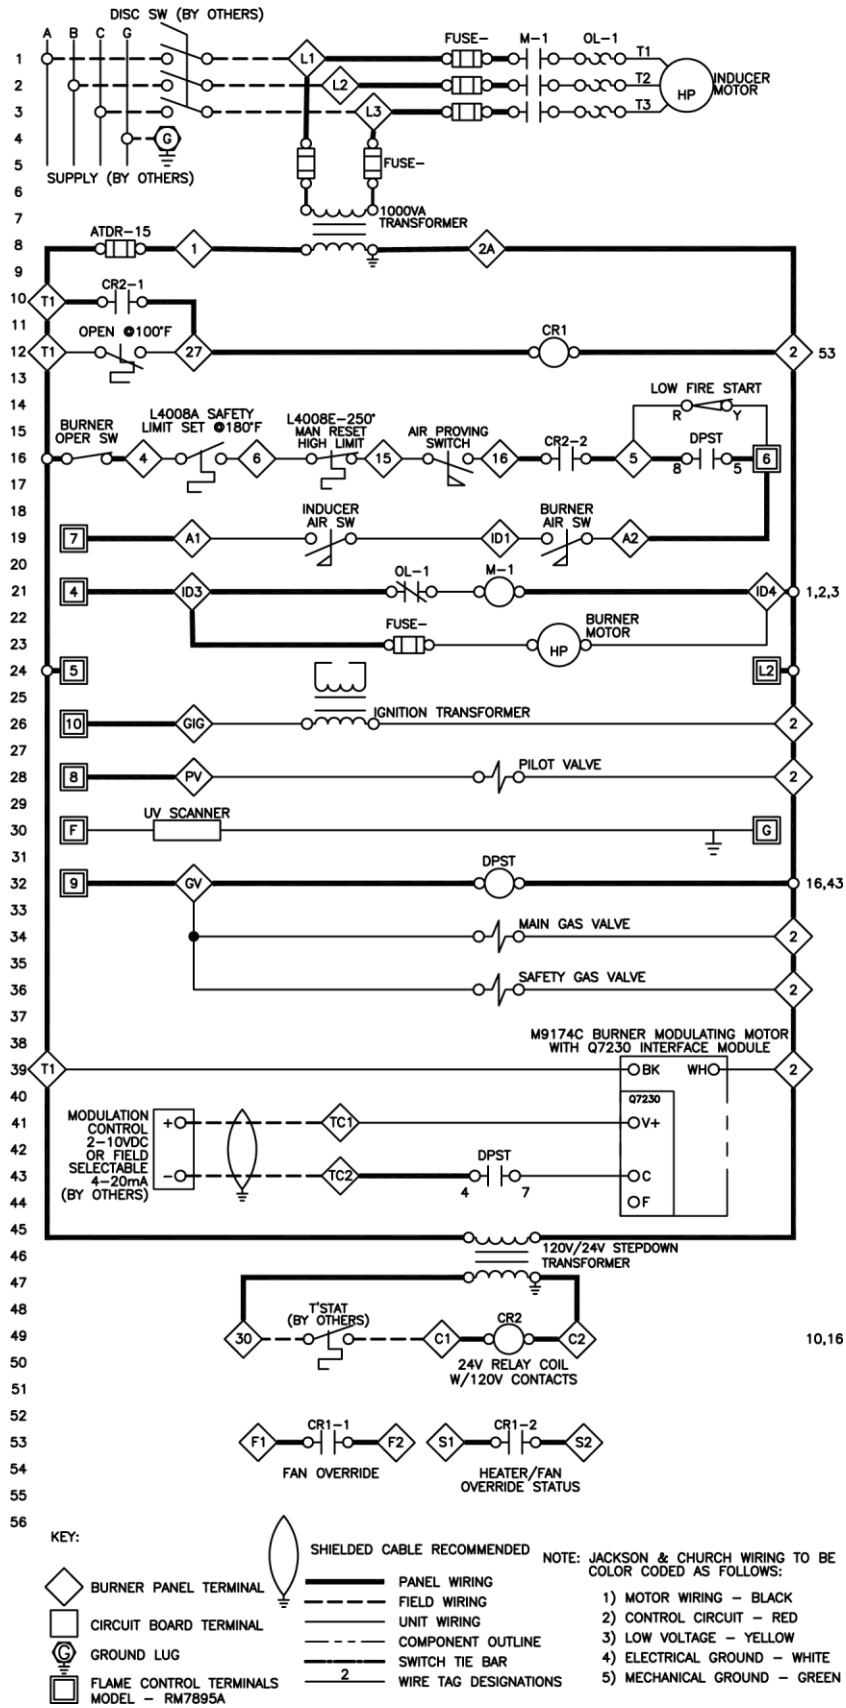 DISC SW (BY OTHERS)
A B C G
FUSE- M-1 OL-1
1 L1 T1
2 L2 T2 INDUCER
HP MOTOR
3 L3 T3
4 G
5 FUSE-
SUPPLY (BY OTHERS)
6
7 1000VA
TRANSFORMER
ATDR-15
8 1 2A
9
CR2-1
10 T1
11
OPEN @100°F CR1
12 T1 27 2 53
13
14 LOW FIRE START
R Y
L4008A SAFETY
LIMIT SET @180°F
L4008E-250°
MAN RESET
HIGH LIMIT
15 BURNER
OPER SW
AIR PROVING
SWITCH
CR2-2 DPST
16 4 6 15 16 5 8 5 6
17
18 INDUCER
AIR SW
BURNER
AIR SW
19 7 A1 ID1 A2
20
OL-1 M-1
21 4 ID3 ID4 1,2,3
22 FUSE- BURNER
MOTOR
23 HP
24 5 L2
25
26 10 GIG IGNITION TRANSFORMER 2
27
28 8 PV PILOT VALVE 2
29
UV SCANNER
30 F G
31
DPST
32 9 GV 16,43
33
34 MAIN GAS VALVE 2
35
36 SAFETY GAS VALVE 2
37
38 M9174C BURNER MODULATING MOTOR
WITH Q7230 INTERFACE MODULE
39 T1 BK WH 2
40
Q7230
41 MODULATION
CONTROL
2-10VDC
OR FIELD
SELECTABLE
4-20mA
(BY OTHERS)
+ TC1 V+
42
DPST
43 - TC2 4 7 C
44 F
45
46 120V/24V STEPDOWN
TRANSFORMER
47
48 T'STAT
(BY OTHERS)
CR2
49 30 C1 C2 10,16
50 24V RELAY COIL
W/120V CONTACTS
51
52
CR1-1 CR1-2
53 F1 F2 S1 S2
54 FAN OVERRIDE HEATER/FAN
OVERRIDE STATUS
55
56
KEY:
BURNER PANEL TERMINAL
CIRCUIT BOARD TERMINAL
G GROUND LUG
FLAME CONTROL TERMINALS
MODEL - RM7895A
SHIELDED CABLE RECOMMENDED
PANEL WIRING
FIELD WIRING
UNIT WIRING
COMPONENT OUTLINE
SWITCH TIE BAR
2 WIRE TAG DESIGNATIONS
NOTE: JACKSON & CHURCH WIRING TO BE
COLOR CODED AS FOLLOWS:
1) MOTOR WIRING - BLACK
2) CONTROL CIRCUIT - RED
3) LOW VOLTAGE - YELLOW
4) ELECTRICAL GROUND - WHITE
5) MECHANICAL GROUND - GREEN